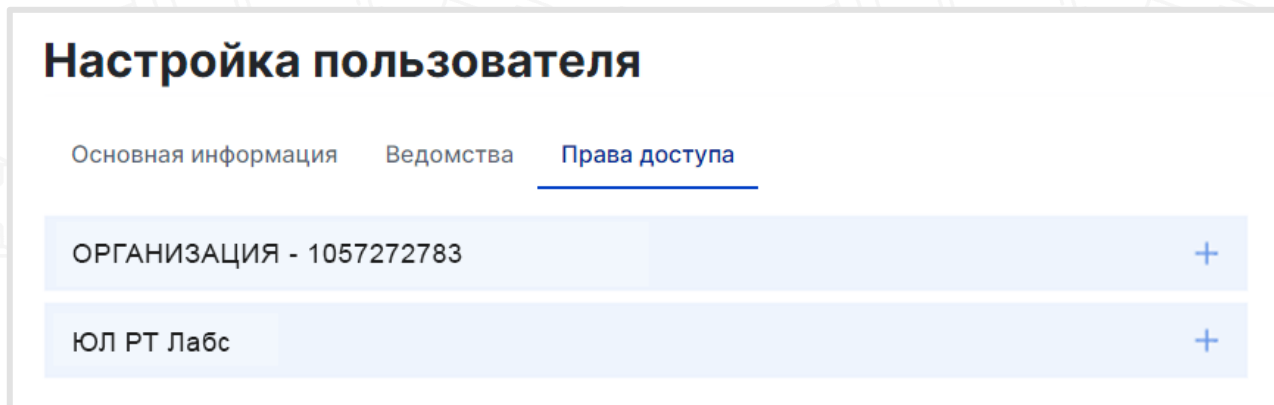 Настройка пользователя
Основная информация Ведомства Права доступа
ОРГАНИЗАЦИЯ - 1057272783
ЮЛ РТ Лабс